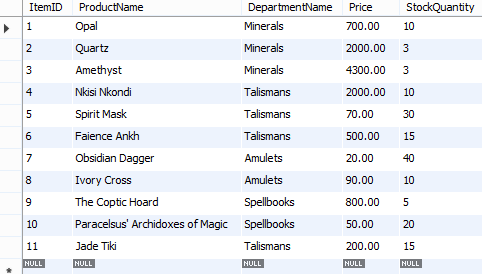 ItemID ProductName DepartmentName Price StockQuantity
1 Opal Minerals 700.00 10
2 Quartz Minerals 2000.00 3
3 Amethyst Minerals 4300.00 3
4 Nkisi Nkondi Talismans 2000.00 10
5 Spirit Mask Talismans 70.00 30
6 Faience Ankh Talismans 500.00 15
7 Obsidian Dagger Amulets 20.00 40
8 Ivory Cross Amulets 90.00 10
9 The Coptic Hoard Spellbooks 800.00 5
10 Paracelsus' Archidoxes of Magic Spellbooks 50.00 20
11 Jade Tiki Talismans 200.00 15
NULL NULL NULL NULL NULL